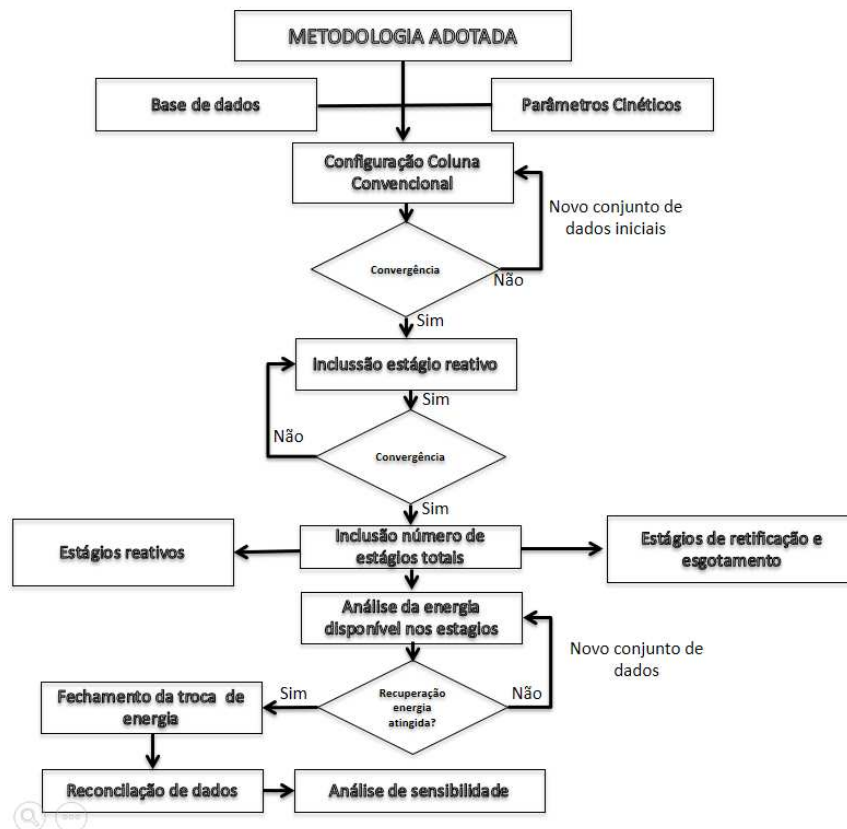 METODOLOGIA ADOTADA
Base de dados
Parâmetros Cinéticos
Configuração Coluna
Convencional
Novo conjunto de
dados iniciais
Convergência
Não
Sim
Inclussão estágio reativo
Sim
Não
Convergência
Sim
Estágios reativos
Inclusão número de
estágios totais
Estágios de retificação e
esgotamento
Análise da energia
disponível nos estagios
Novo conjunto de
dados
Sim
Recuperação
energia
atingida?
Não
Fechamento da troca de
energia
Reconcilação de dados
Análise de sensibilidade